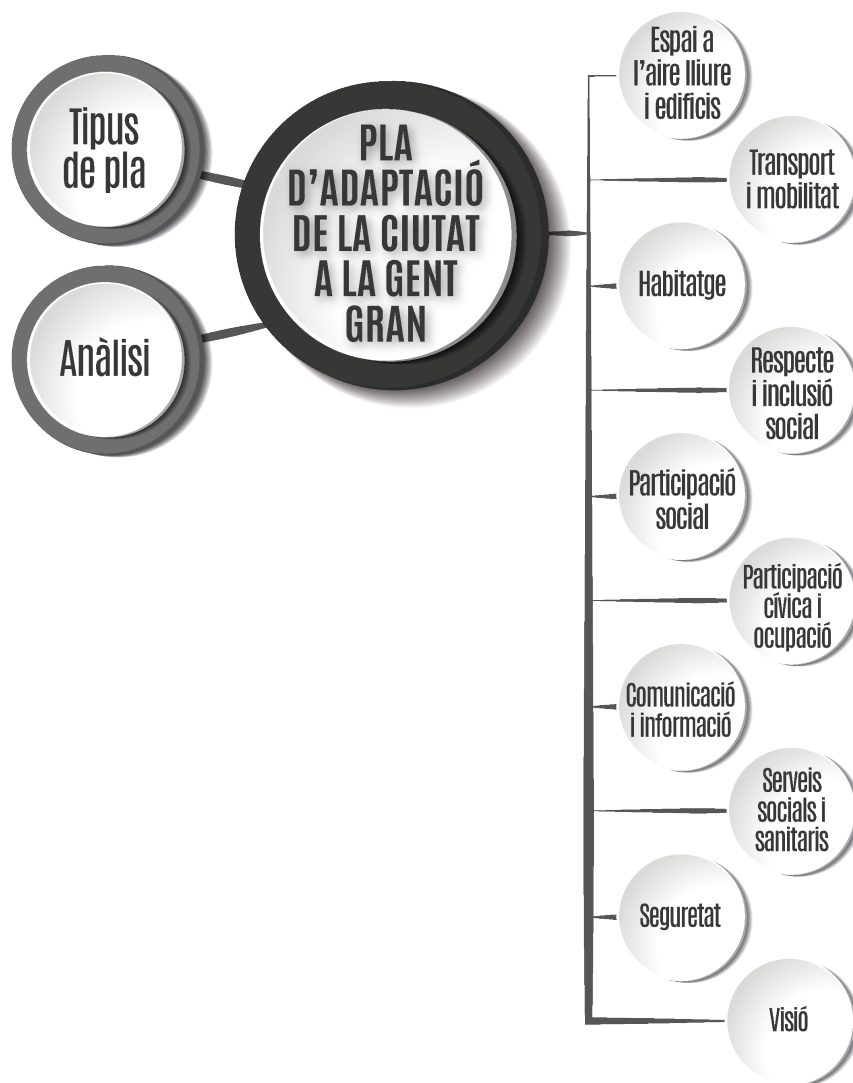 Tipus
de pla
Anàlisi
PLA
D'ADAPTACIÓ
DE LA CIUTAT
A LA GENT
GRAN
Espai a
l'aire lliure
i edificis
Transport
i mobilitat
Habitatge
Respecte
i inclusió
social
Participació
social
Participació
cívica i
ocupació
Comunicació
i informació
Serveis
socials i
sanitaris
Seguretat
Visió